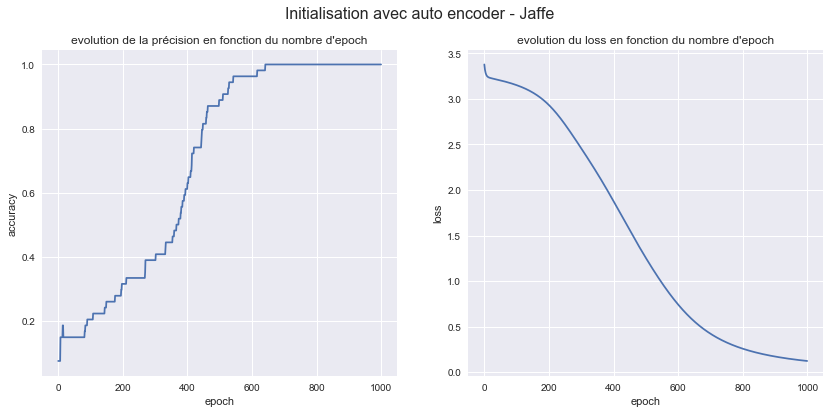 Initialisation avec auto encoder - Jaffe
evolution de la précision en fonction du nombre d'epoch
1.0
0.8
0.6
0.4
0.2
accuracy
0 200 400 600 800 1000
epoch
evolution du loss en fonction du nombre d'epoch
3.5
3.0
2.5
2.0
1.5
1.0
0.5
0.0
loss
0 200 400 600 800 1000
epoch